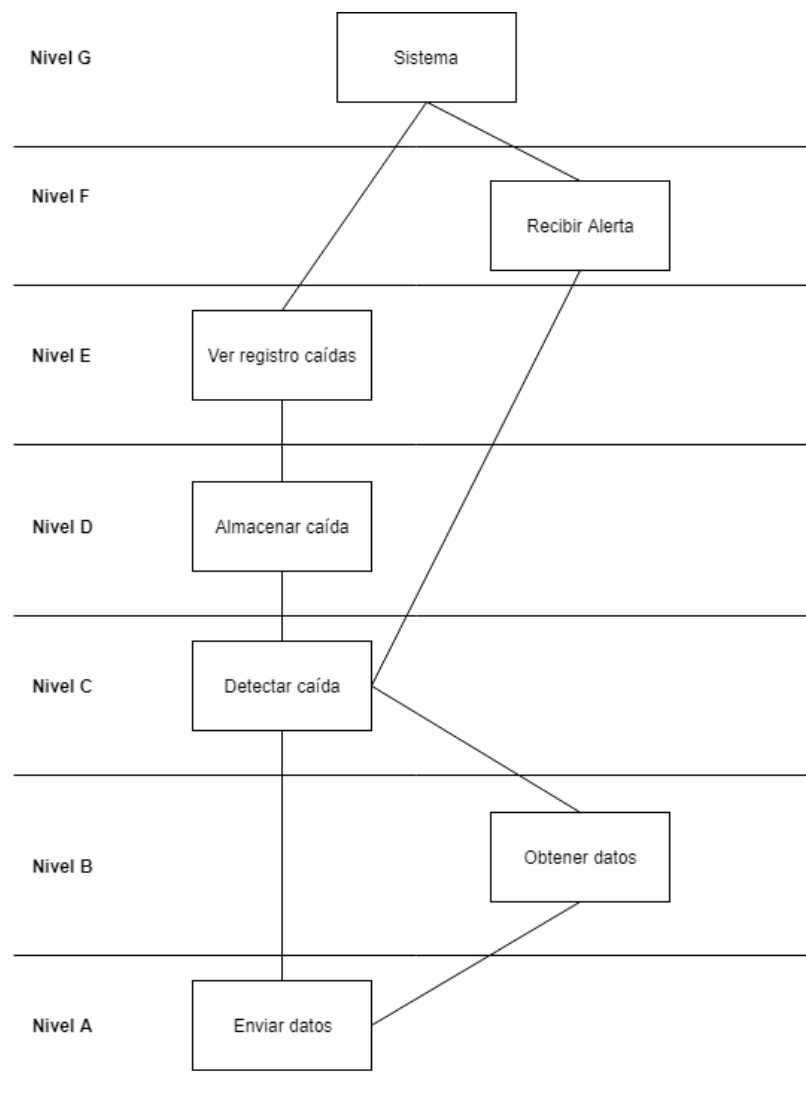 Nivel G
Sistema
Nivel F
Recibir Alerta
Nivel E
Ver registro caídas
Nivel D
Almacenar caída
Nivel C
Detectar caída
Nivel B
Obtener datos
Nivel A
Enviar datos